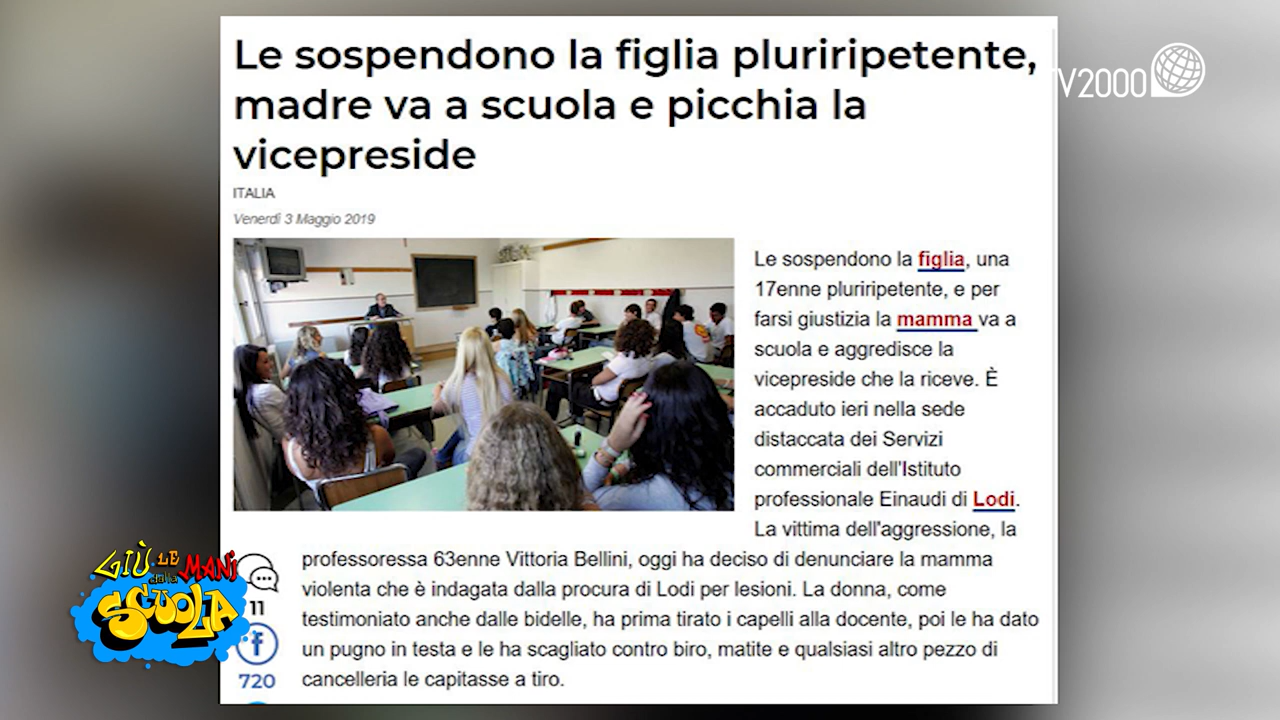 Le sospendono la figlia pluriripetente,
madre va a scuola e picchia la
vicepreside
TV2000
ITALIA
Venerdì 3 Maggio 2019
Le sospendono la figlia, una
17enne pluriripetente, e per
farsi giustizia la mamma va a
scuola e aggredisce la
vicepreside che la riceve. È
accaduto ieri nella sede
distaccata dei Servizi
commerciali dell'Istituto
professionale Einaudi di Lodi.
La vittima dell'aggressione, la
professoressa 63enne Vittoria Bellini, oggi ha deciso di denunciare la mamma
violenta che è indagata dalla procura di Lodi per lesioni. La donna, come
testimoniato anche dalle bidelle, ha prima tirato i capelli alla docente, poi le ha dato
un pugno in testa e le ha scagliato contro biro, matite e qualsiasi altro pezzo di
cancelleria le capitasse a tiro.
11
720
GIÙ LE MANI
dalla
SCUOLA